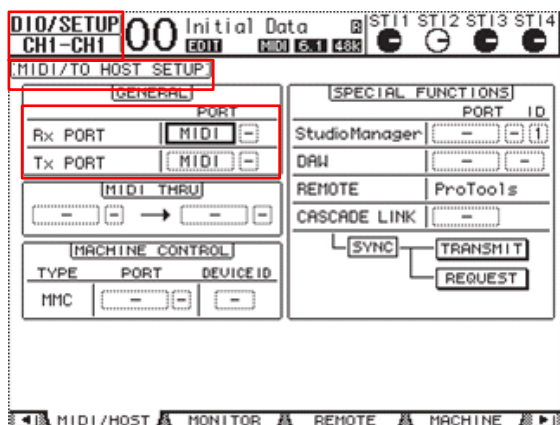 DIO/SETUP 00 Initial Data 6 STI1 STI2 STI3 STI4
CH1-CH1 EDIT MIDI 6.1 48K
MIDI/TO HOST SETUP
GENERAL
PORT
Rx PORT MIDI -
Tx PORT MIDI -
MIDI THRU
- - → - -
MACHINE CONTROL
TYPE PORT DEVICE ID
MMC - - -
SPECIAL FUNCTIONS
PORT ID
StudioManager - - 1
DAW - -
REMOTE ProTools
CASCADE LINK -
SYNC TRANSMIT
REQUEST
MIDI/HOST MONITOR REMOTE MACHINE